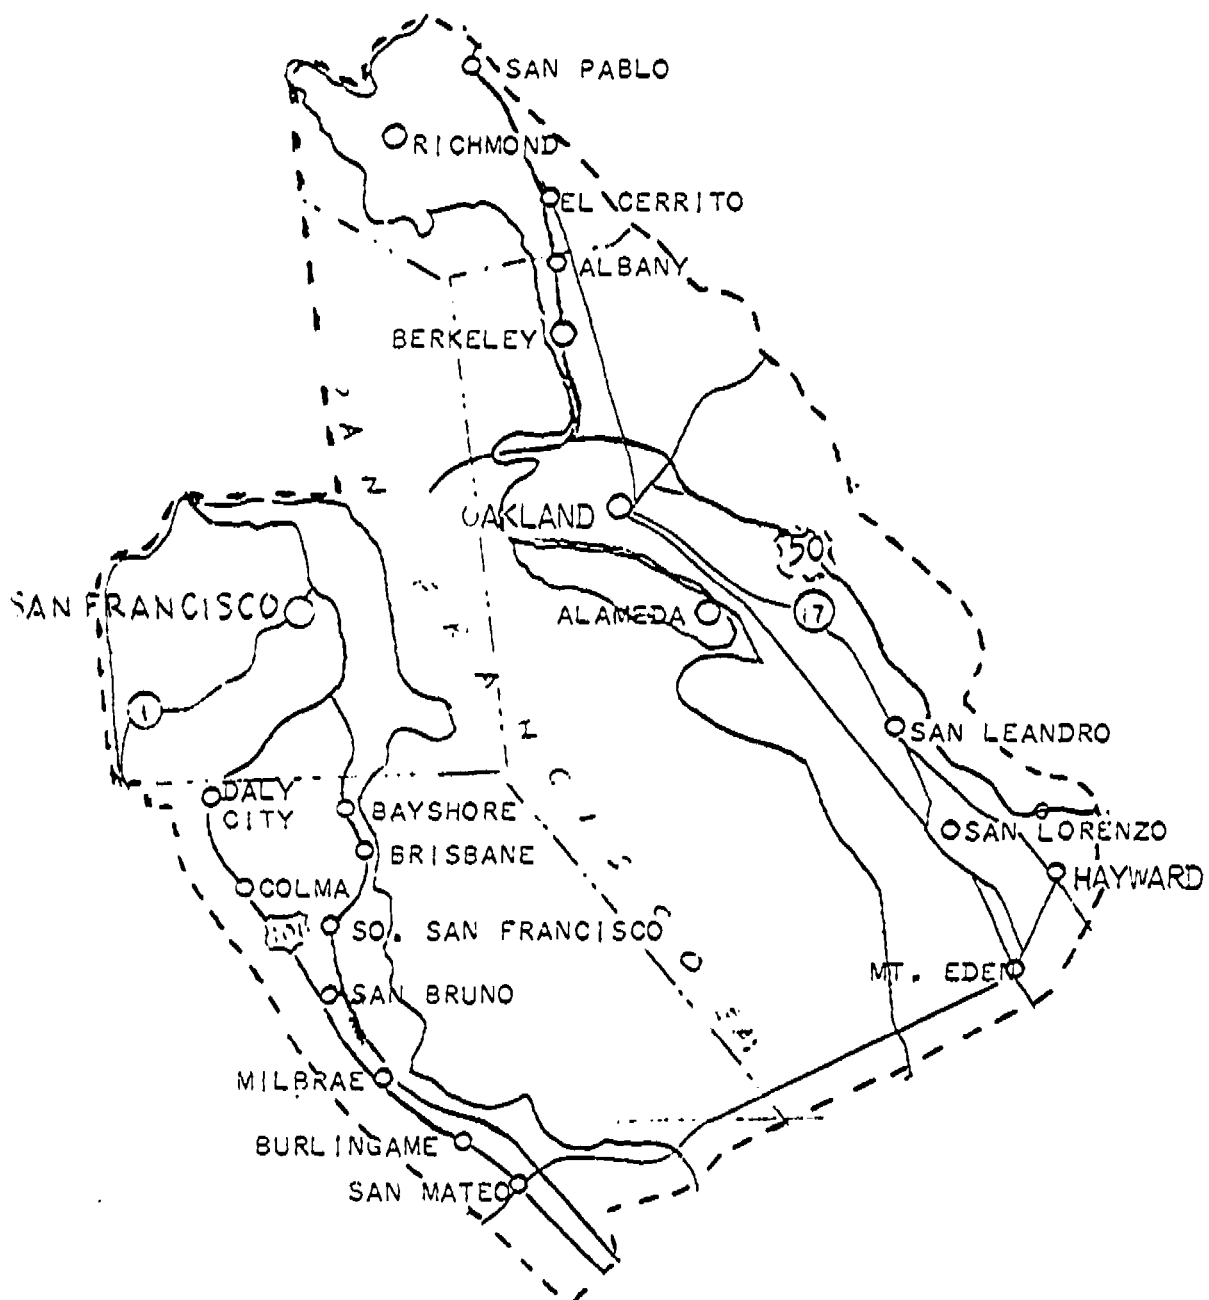 SAN PABLO
RICHMOND
EL CERRITO
ALBANY
BERKELEY
OAKLAND
50
SAN FRANCISCO
ALAMEDA
17
1
SAN LEANDRO
DALY
CITY
BAYSHORE
SAN LORENZO
BRISBANE
HAYWARD
COLMA
101
SO. SAN FRANCISCO
MT. EDEN
SAN BRUNO
MILBRAE
BURLINGAME
SAN MATEO